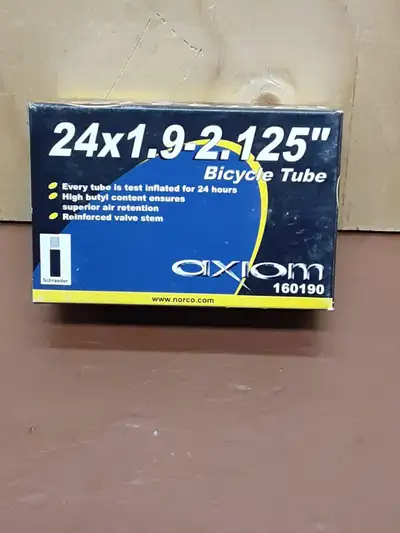 24x1.9-2.125"
Bicycle Tube
Every tube is test inflated for 24 hours
High butyl content ensures
superior air retention
Reinforced valve stem
axiom
Schraeder
160190
www.norco.com